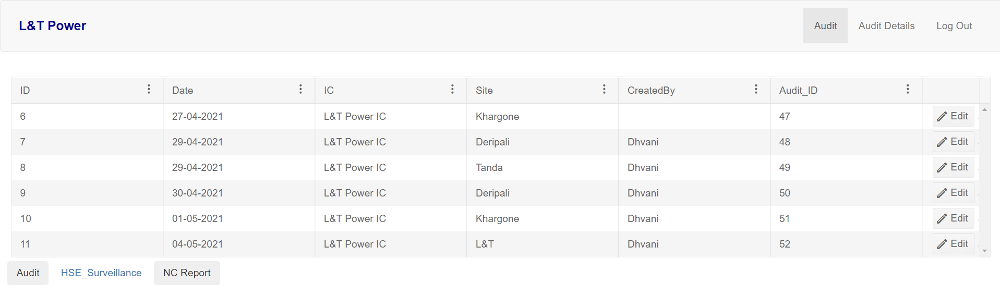 L&T Power Audit Audit Details Log Out
ID Date IC Site CreatedBy Audit_ID
6 27-04-2021 L&T Power IC Khargone 47 Edit
7 29-04-2021 L&T Power IC Deripali Dhvani 48 Edit
8 29-04-2021 L&T Power IC Tanda Dhvani 49 Edit
9 30-04-2021 L&T Power IC Deripali Dhvani 50 Edit
10 01-05-2021 L&T Power IC Khargone Dhvani 51 Edit
11 04-05-2021 L&T Power IC L&T Dhvani 52 Edit
Audit HSE_Surveillance NC Report